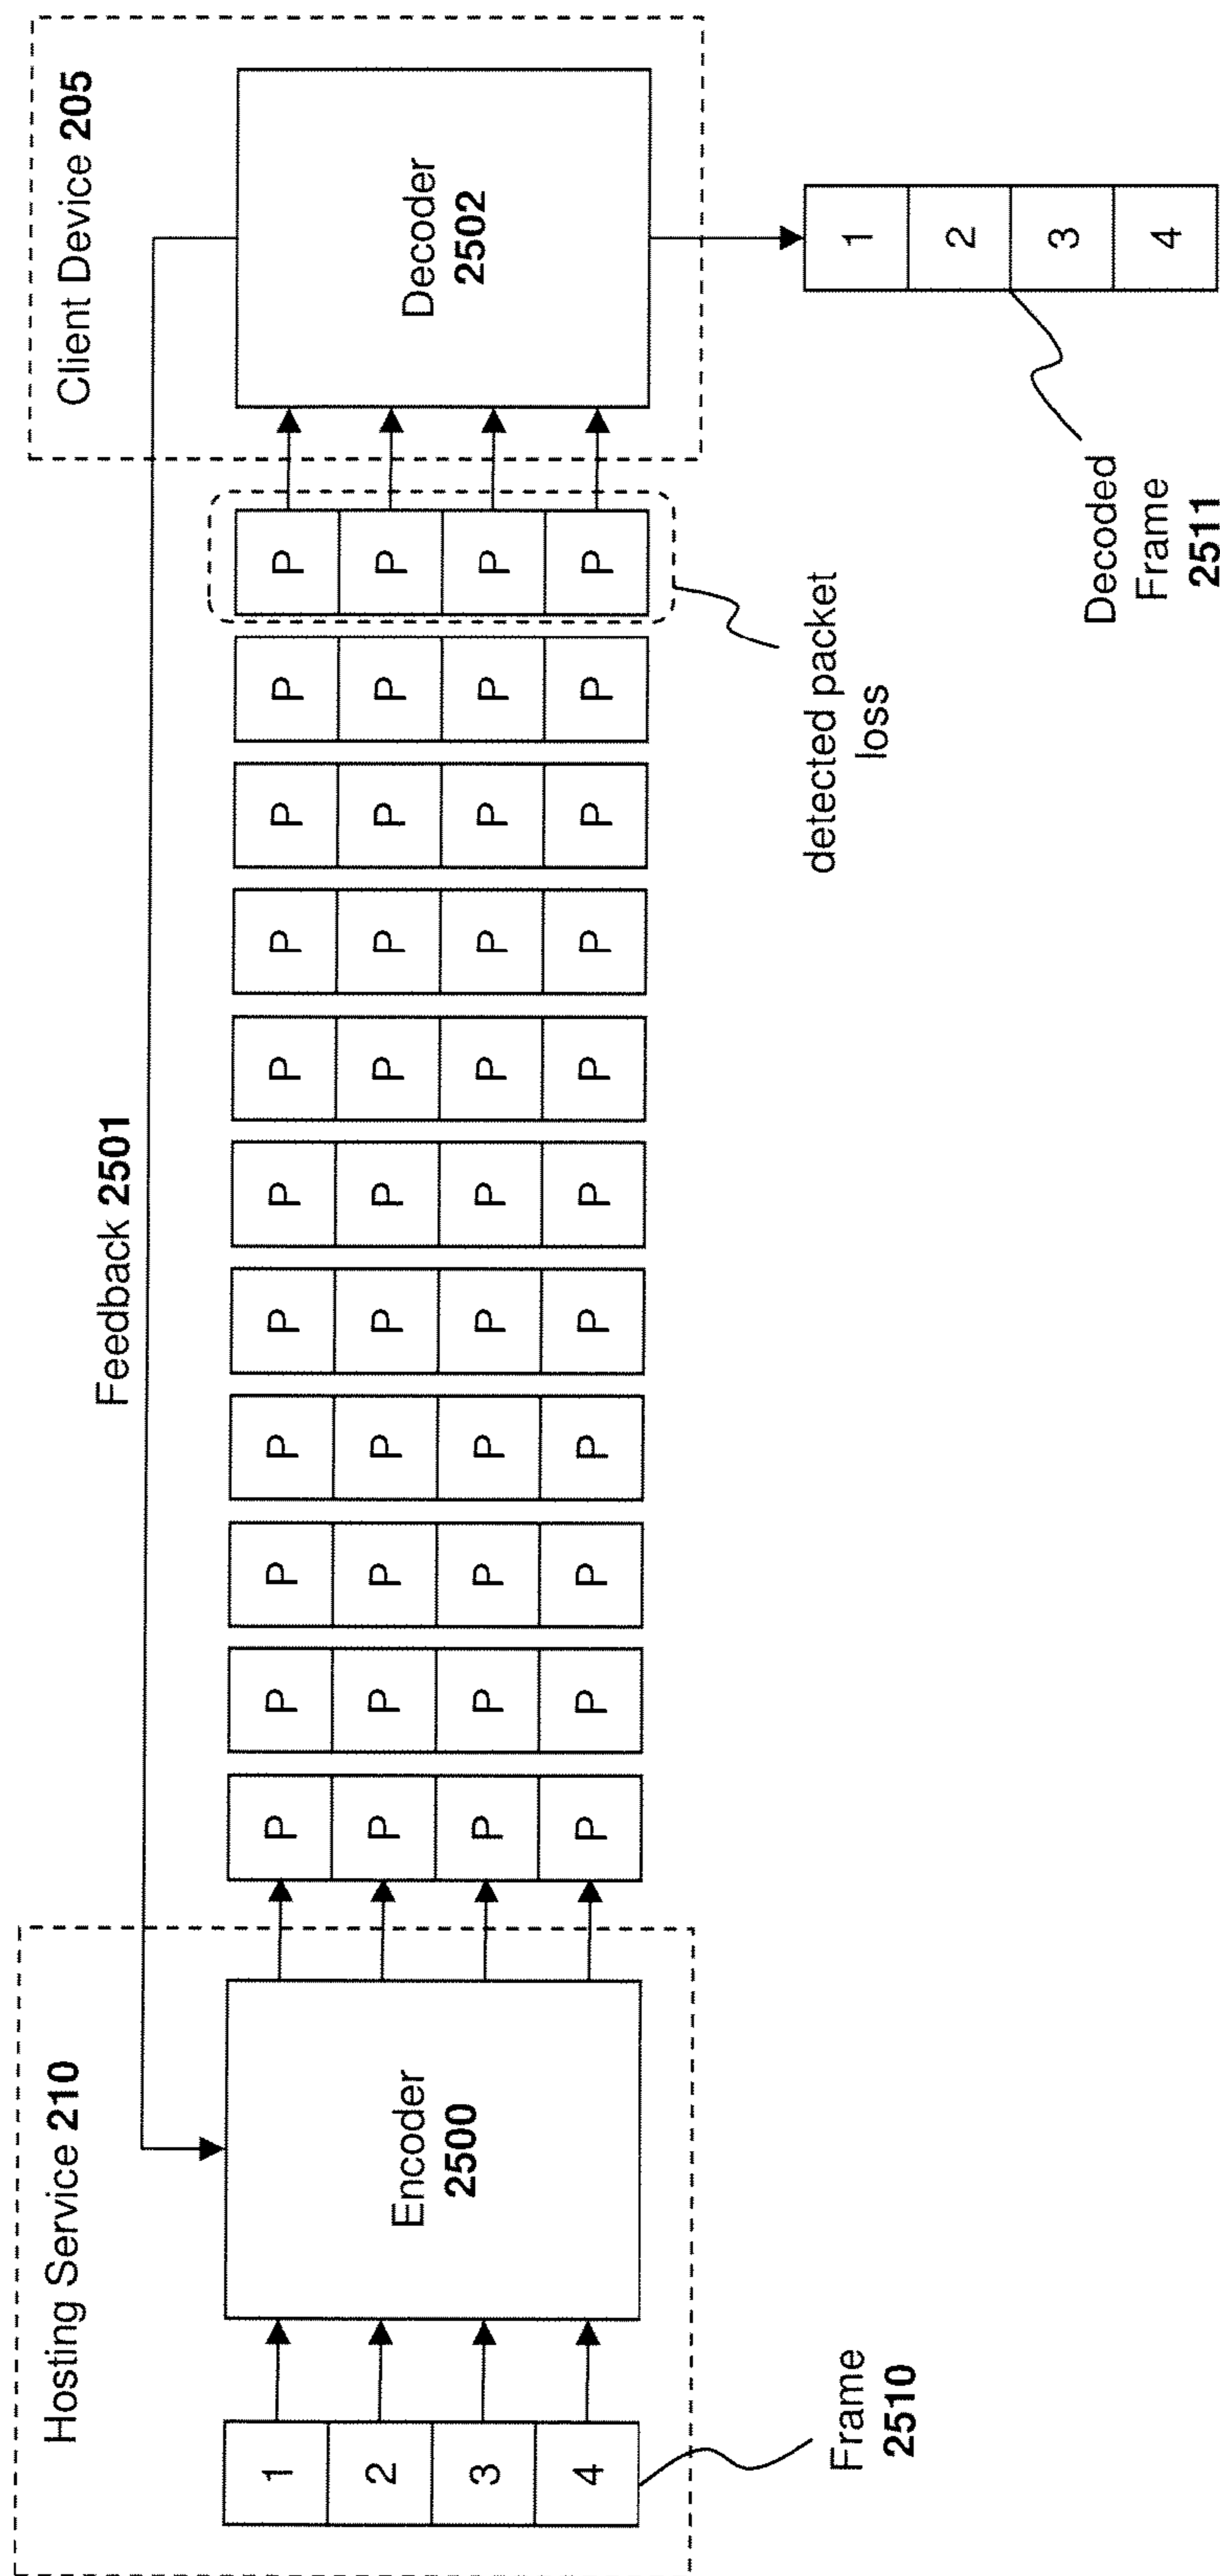 Feedback 2501
Hosting Service 210
Client Device 205
1 P P P P P P P P P P P
2 P P P P P P P P P P P
3 P P P P P P P P P P P
4 P P P P P P P P P P P
Encoder
2500
Decoder
2502
Frame
2510
detected packet
loss
1
2
3
4
Decoded
Frame
2511